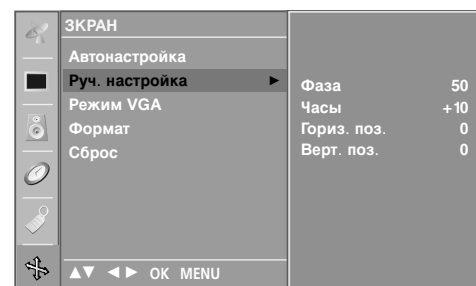 ЗКРАН
Автонастройка
Руч. настройка ►
Режим VGA
Формат
Сброс
▲▼ ◄► OK MENU
Фаза 50
Часы +10
Гориз. поз. 0
Верт. поз. 0